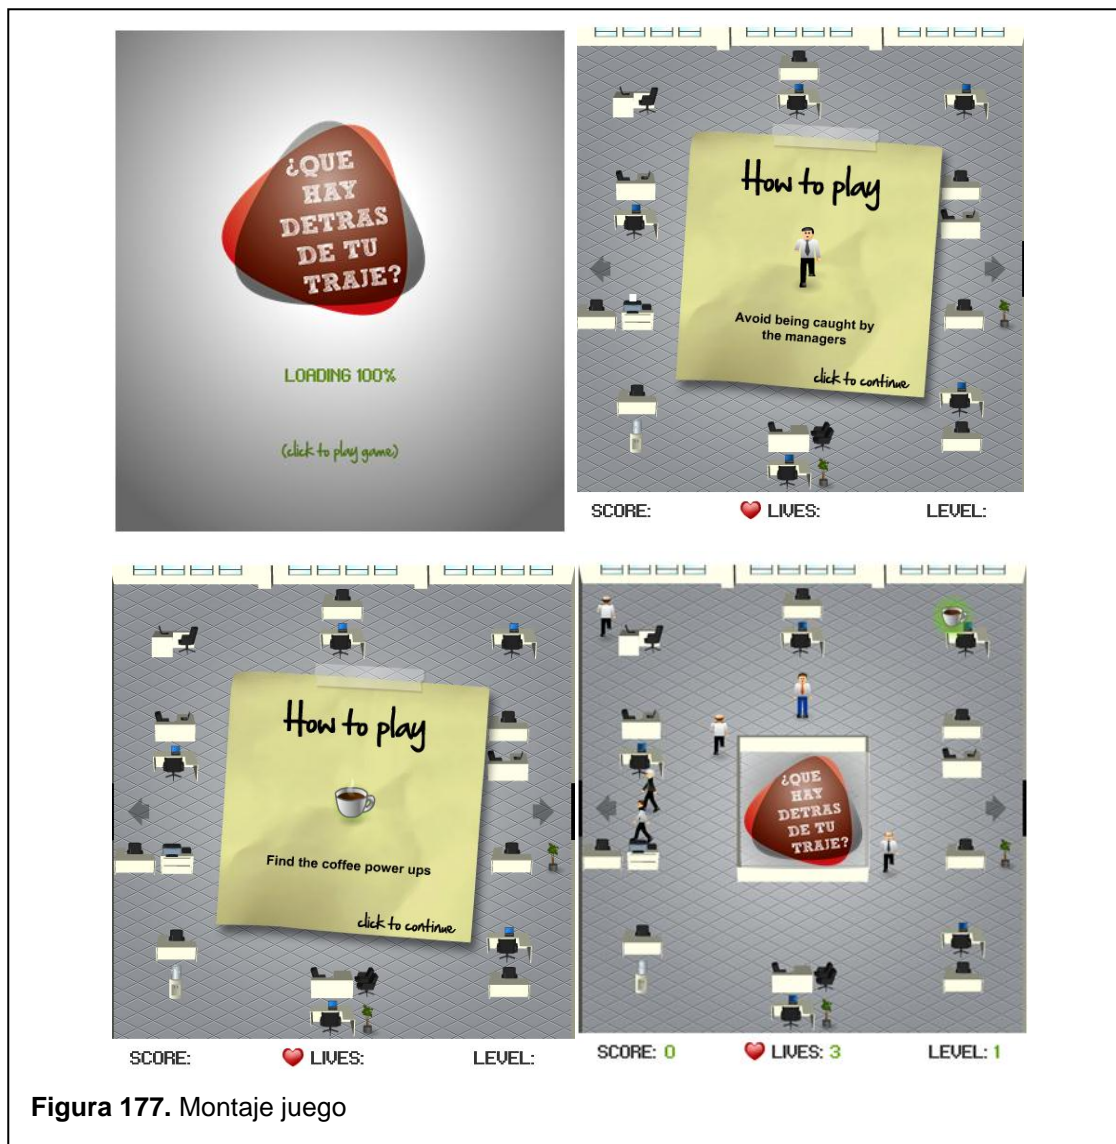 ¿QUE
HAY
DETRAS
DE TU
TRAJE?
LOADING 100%
(click to play game)
How to play
Avoid being caught by
the managers
click to continue
SCORE: LIVES: LEVEL:
How to play
Find the coffee power ups
click to continue
SCORE: LIVES: LEVEL:
¿QUE
HAY
DETRAS
DE TU
TRAJE?
SCORE: 0 LIVES: 3 LEVEL: 1
Figura 177. Montaje juego